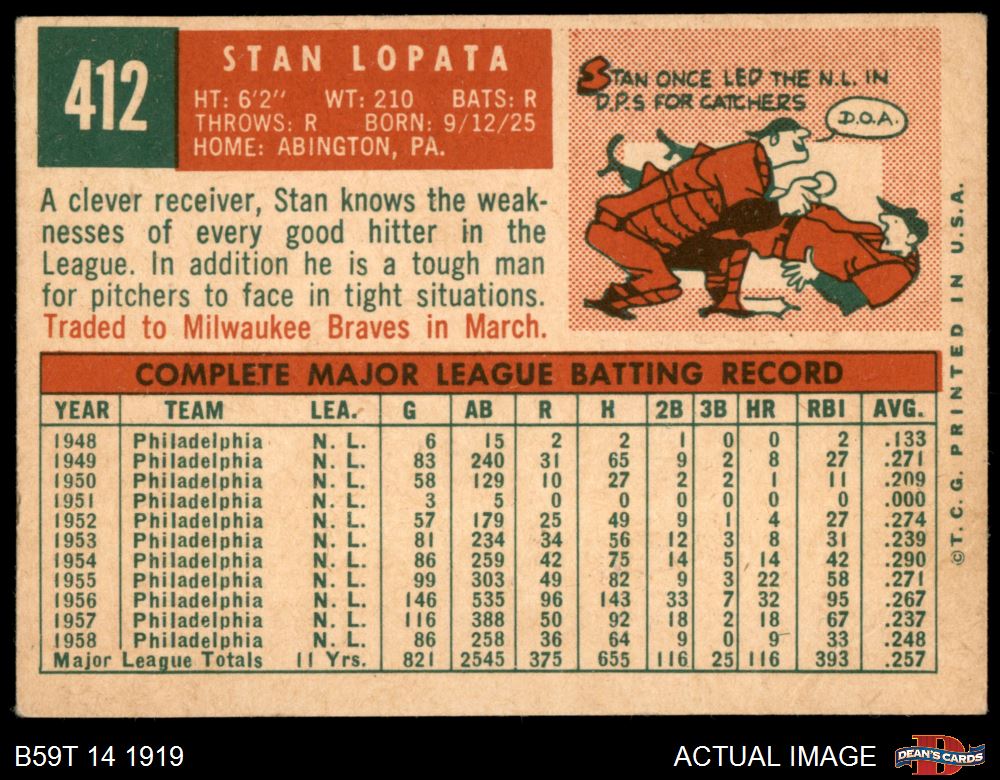 412
STAN LOPATA
HT: 6'2" WT: 210 BATS: R
THROWS: R BORN: 9/12/25
HOME: ABINGTON, PA.
STAN ONCE LED THE N.L. IN
D.P.S FOR CATCHERS
D.O.A.
A clever receiver, Stan knows the weak-
nesses of every good hitter in the
League. In addition he is a tough man
for pitchers to face in tight situations.
Traded to Milwaukee Braves in March.
COMPLETE MAJOR LEAGUE BATTING RECORD
YEAR TEAM LEA. G AB R H 2B 3B HR RBI AVG.
1948 Philadelphia N. L. 6 15 2 2 1 0 0 2 .133
1949 Philadelphia N. L. 83 240 31 65 9 2 8 27 .271
1950 Philadelphia N. L. 58 129 10 27 2 2 1 11 .209
1951 Philadelphia N. L. 3 5 0 0 0 0 0 0 .000
1952 Philadelphia N. L. 57 179 25 49 9 1 4 27 .274
1953 Philadelphia N. L. 81 234 34 56 12 3 8 31 .239
1954 Philadelphia N. L. 86 259 42 75 14 5 14 42 .290
1955 Philadelphia N. L. 99 303 49 82 9 3 22 58 .271
1956 Philadelphia N. L. 146 535 96 143 33 7 32 95 .267
1957 Philadelphia N. L. 116 388 50 92 18 2 18 67 .237
1958 Philadelphia N. L. 86 258 36 64 9 0 9 33 .248
Major League Totals 11 Yrs. 821 2545 375 655 116 25 116 393 .257
©T. C. G. PRINTED IN U.S.A.
B59T 14 1919
ACTUAL IMAGE
D
DEAN'S CARDS